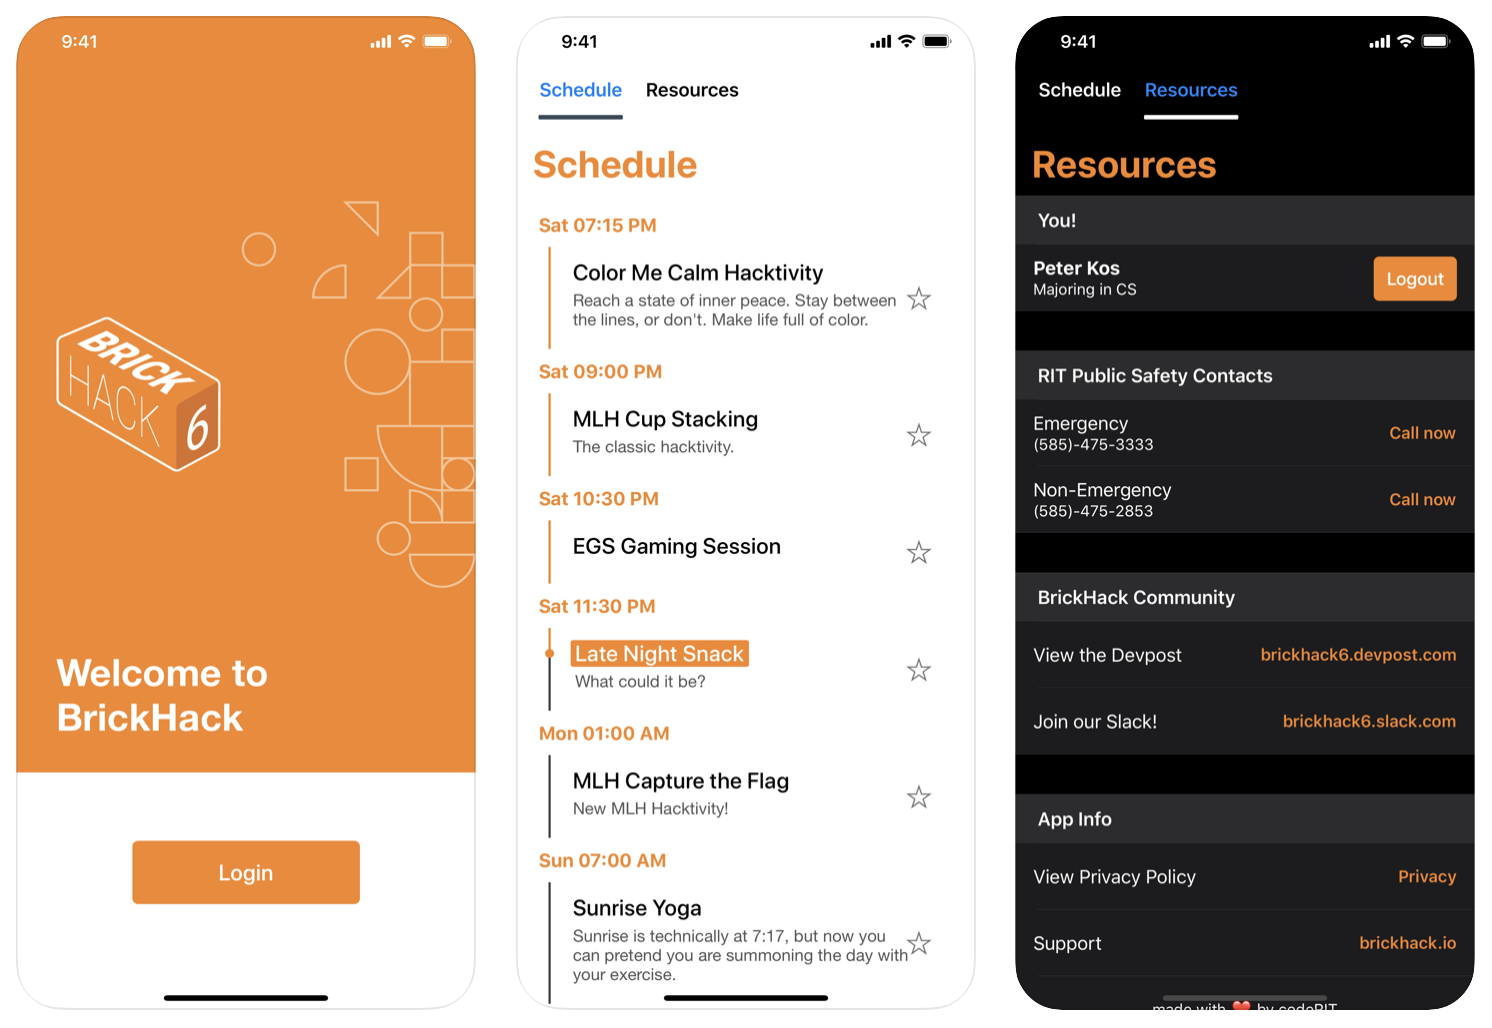 9:41
BRICK
HACK
6
Welcome to
BrickHack
Login
9:41
Schedule Resources
Schedule
Sat 07:15 PM
Color Me Calm Hacktivity
Reach a state of inner peace. Stay between
the lines, or don't. Make life full of color.
Sat 09:00 PM
MLH Cup Stacking
The classic hacktivity.
Sat 10:30 PM
EGS Gaming Session
Sat 11:30 PM
Late Night Snack
What could it be?
Mon 01:00 AM
MLH Capture the Flag
New MLH Hacktivity!
Sun 07:00 AM
Sunrise Yoga
Sunrise is technically at 7:17, but now you
can pretend you are summoning the day with
your exercise.
9:41
Schedule Resources
Resources
You!
Peter Kos
Majoring in CS
Logout
RIT Public Safety Contacts
Emergency
(585)-475-3333
Call now
Non-Emergency
(585)-475-2853
Call now
BrickHack Community
View the Devpost brickhack6.devpost.com
Join our Slack! brickhack6.slack.com
App Info
View Privacy Policy Privacy
Support brickhack.io
made with ❤️ by codeRIT